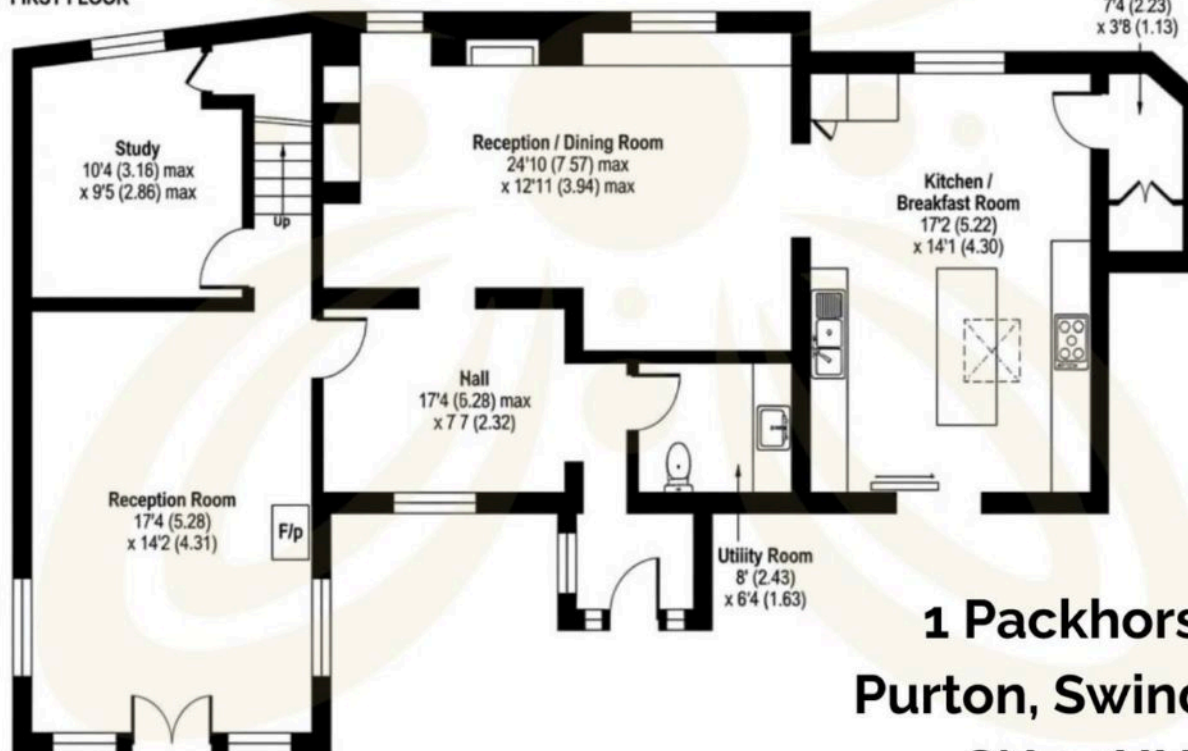 7'4 (2.23)
x 3'8 (1.13)
Study
10'4 (3.16) max
x 9'5 (2.86) max
Up
Reception / Dining Room
24'10 (7.57) max
x 12'11 (3.94) max
Kitchen /
Breakfast Room
17'2 (5.22)
x 14'1 (4.30)
Hall
17'4 (5.28) max
x 7'7 (2.32)
Reception Room
17'4 (5.28)
x 14'2 (4.31)
F/p
Utility Room
8' (2.43)
x 6'4 (1.63)
1 Packhors
Purton, Swin